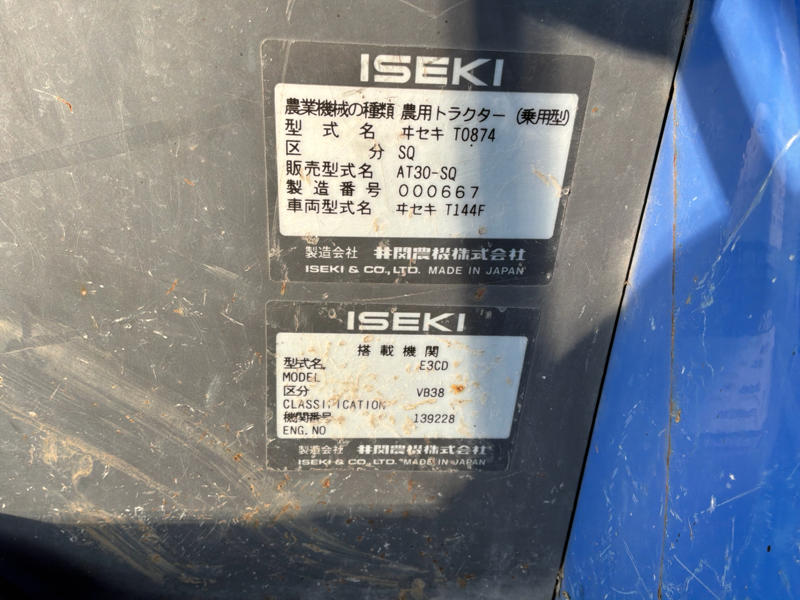 ISEKI
農業機械の種類 農用トラクター (乗用型)
型式名 ヰセキ T0874
区分 SQ
販売型式名 AT30-SQ
製造番号 000667
車両型式名 ヰセキ T144F
製造会社 井関農機株式会社
ISEKI & CO., LTD. MADE IN JAPAN
ISEKI
搭載機関
型式名 E3CD
MODEL
区分 VB38
CLASSIFICATION
機関番号 139228
ENG. NO
製造会社 井関農機株式会社
ISEKI & CO., LTD. MADE IN JAPAN